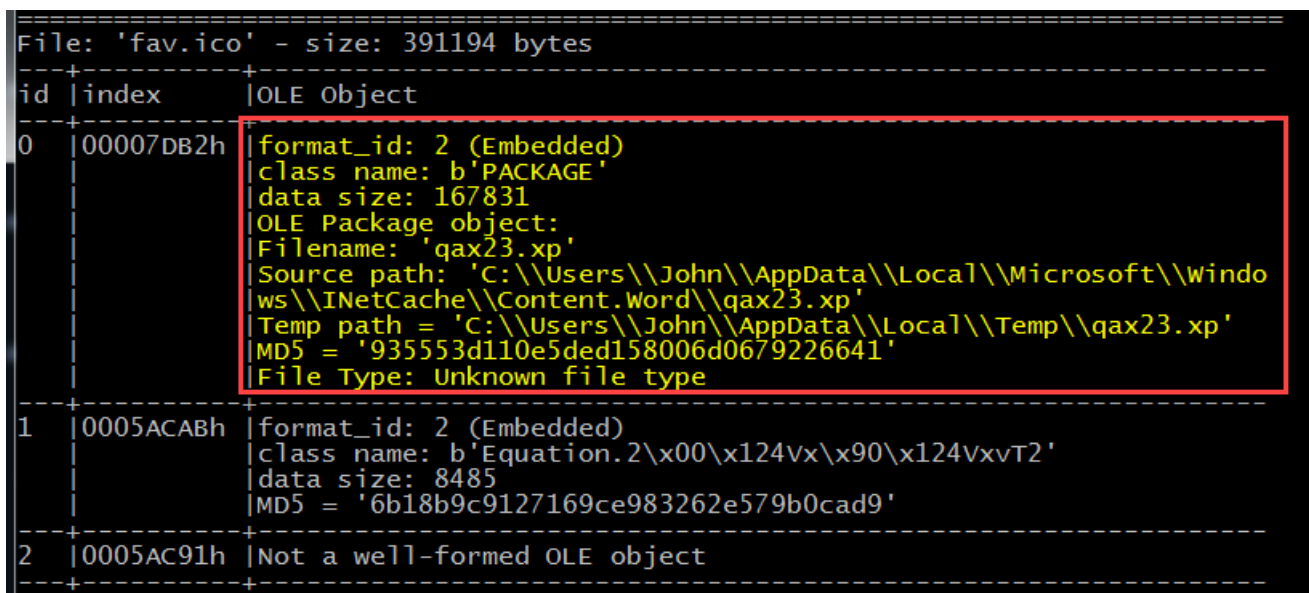 ===============================================================================
File: 'fav.ico' - size: 391194 bytes
---+----------+---------------------------------------------------------------
id |index     |OLE Object
---+----------+---------------------------------------------------------------
0  |00007DB2h |format_id: 2 (Embedded)
   |          |class name: b'PACKAGE'
   |          |data size: 167831
   |          |OLE Package object:
   |          |Filename: 'qax23.xp'
   |          |Source path: 'C:\\Users\\John\\AppData\\Local\\Microsoft\\Windo
   |          |ws\\INetCache\\Content.Word\\qax23.xp'
   |          |Temp path = 'C:\\Users\\John\\AppData\\Local\\Temp\\qax23.xp'
   |          |MD5 = '935553d110e5ded158006d0679226641'
   |          |File Type: Unknown file type
---+----------+---------------------------------------------------------------
1  |0005ACABh |format_id: 2 (Embedded)
   |          |class name: b'Equation.2\x00\x124Vx\x90\x124VxvT2'
   |          |data size: 8485
   |          |MD5 = '6b18b9c9127169ce983262e579b0cad9'
---+----------+---------------------------------------------------------------
2  |0005AC91h |Not a well-formed OLE object
---+----------+---------------------------------------------------------------